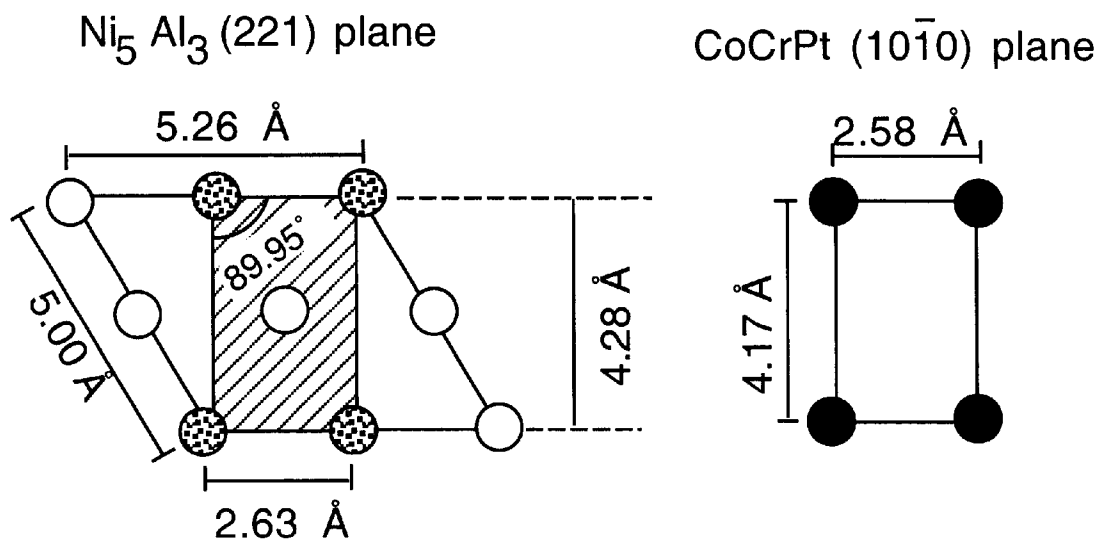 Ni5 Al3 (221) plane
CoCrPt (101̄0) plane
5.26 Å
2.58 Å
89.95°
5.00 Å
4.28 Å
4.17 Å
2.63 Å